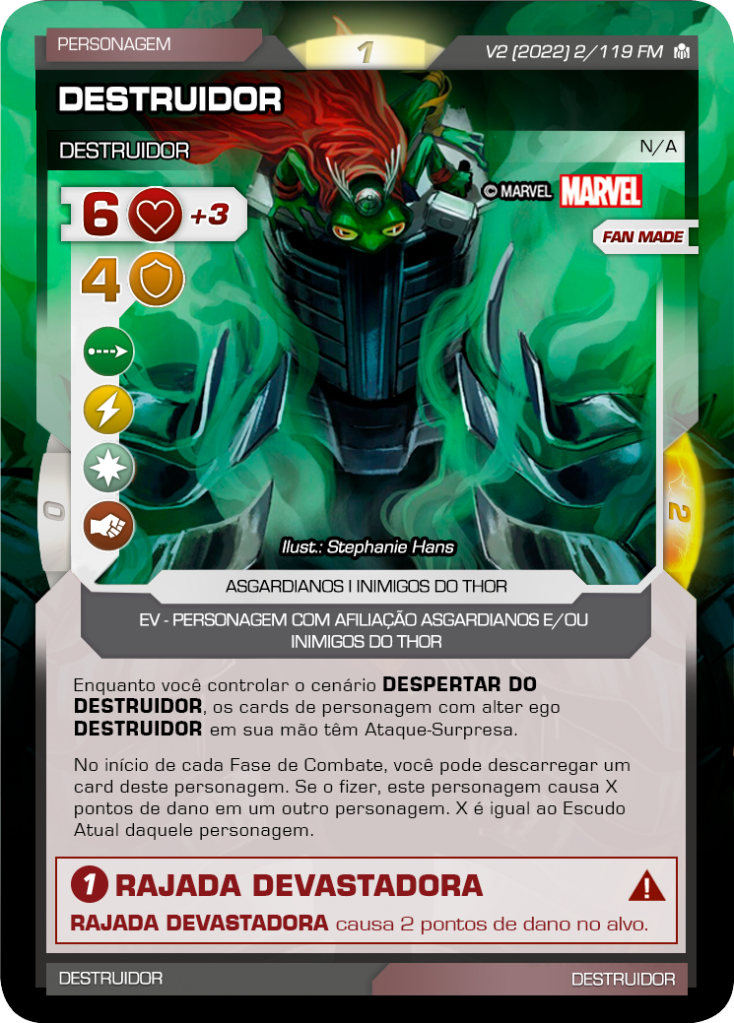 PERSONAGEM
1
V2 (2022) 2/119 FM
DESTRUIDOR
DESTRUIDOR
N/A
6 +3
© MARVEL MARVEL
FAN MADE
4
0
2
Ilust.: Stephanie Hans
ASGARDIANOS | INIMIGOS DO THOR
EV - PERSONAGEM COM AFILIAÇÃO ASGARDIANOS E/OU
INIMIGOS DO THOR
Enquanto você controlar o cenário DESPERTAR DO
DESTRUIDOR, os cards de personagem com alter ego
DESTRUIDOR em sua mão têm Ataque-Surpresa.
No início de cada Fase de Combate, você pode descarregar um
card deste personagem. Se o fizer, este personagem causa X
pontos de dano em um outro personagem. X é igual ao Escudo
Atual daquele personagem.
1 RAJADA DEVASTADORA
RAJADA DEVASTADORA causa 2 pontos de dano no alvo.
DESTRUIDOR
DESTRUIDOR